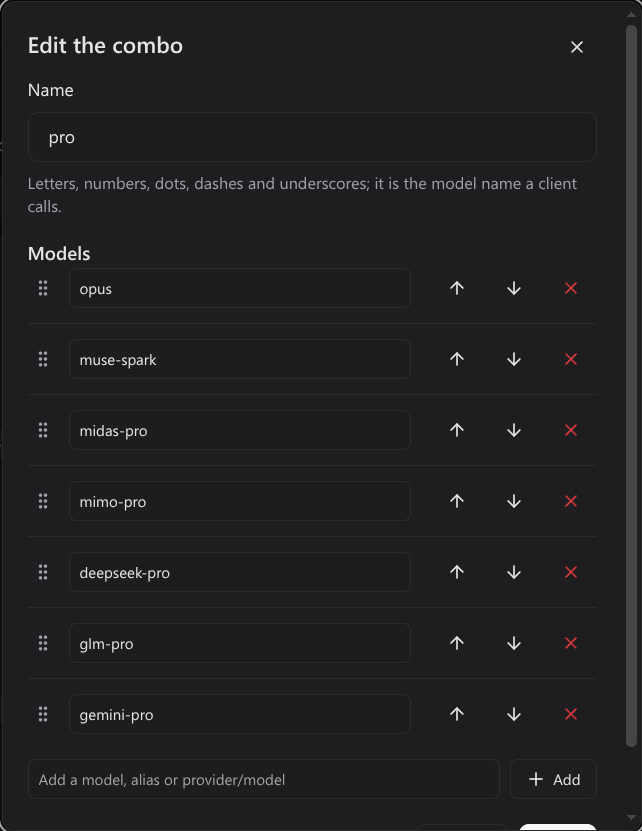 Edit the combo
Name
pro
Letters, numbers, dots, dashes and underscores; it is the model name a client
calls.
Models
opus
muse-spark
midas-pro
mimo-pro
deepseek-pro
glm-pro
gemini-pro
Add a model, alias or provider/model
Add